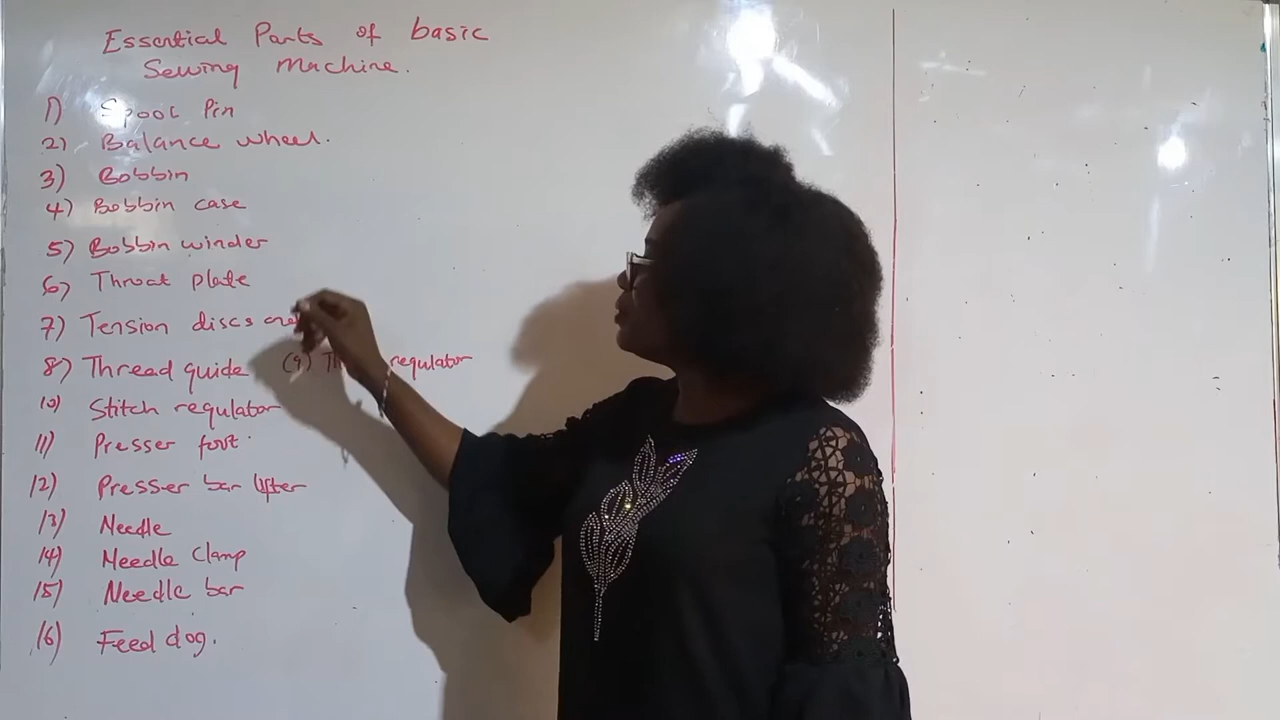 Essential Parts of basic
Sewing Machine.
1) Spool Pin
2) Balance wheel.
3) Bobbin
4) Bobbin case
5) Bobbin winder
6) Throat plate
7) Tension discs
8) Thread guide (9) regulator
10) Stitch regulator
11) Presser foot.
12) Presser bar lifter
13) Needle
14) Needle Clamp
15) Needle bar
16) Feed dog.